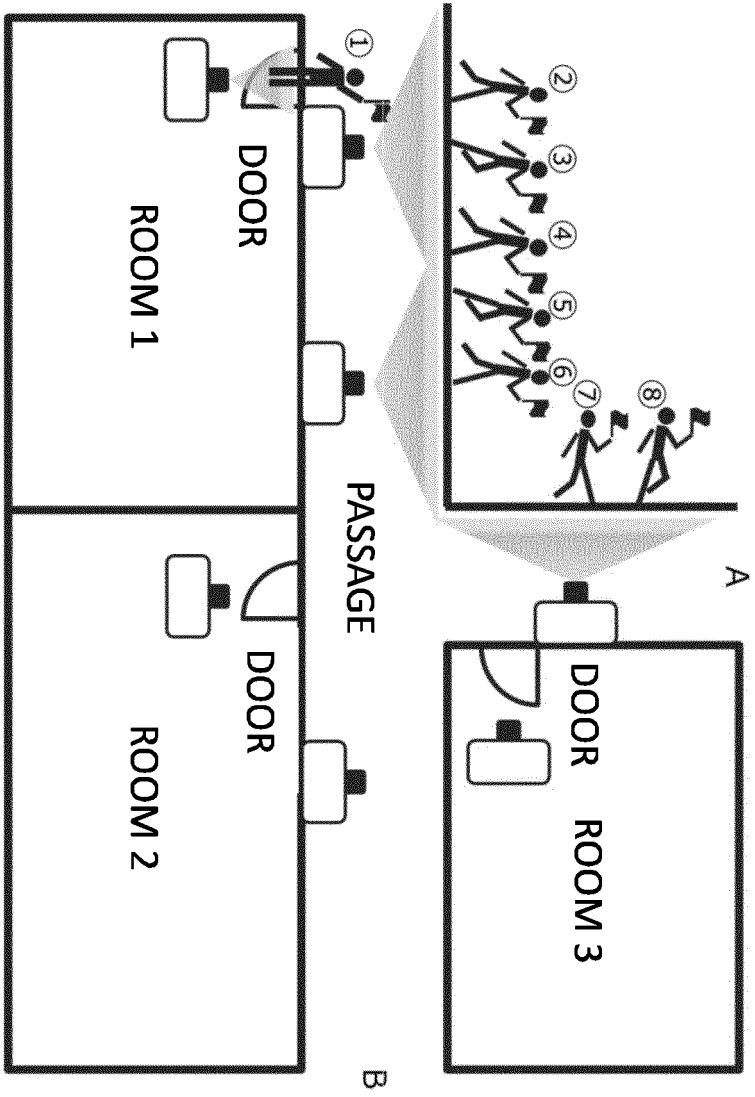 A
⑧
⑦
DOOR
ROOM 3
② ③ ④ ⑤ ⑥
①
PASSAGE
B
DOOR
DOOR
ROOM 1
ROOM 2